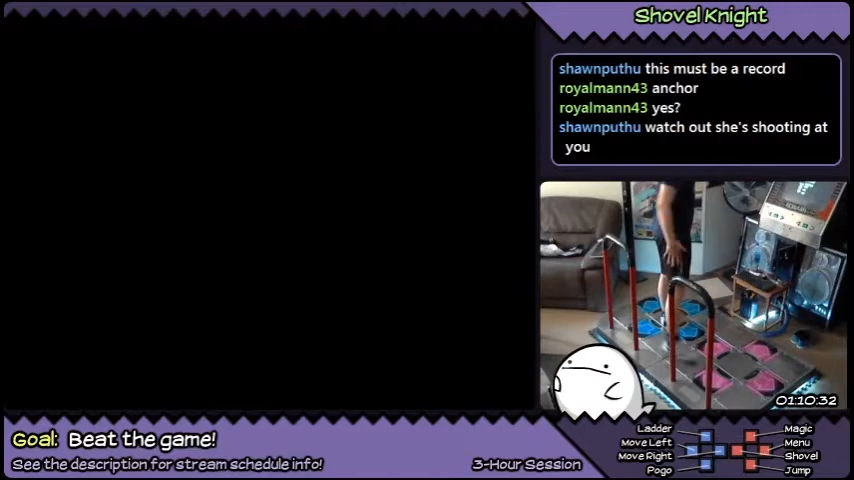 Shovel Knight
shawnputhu this must be a record
royalmann43 anchor
royalmann43 yes?
shawnputhu watch out she's shooting at
you
01:10:32
Goal: Beat the game!
See the description for stream schedule info!
3-Hour Session
Ladder
Move Left
Move Right
Pogo
Magic
Menu
Shovel
Jump